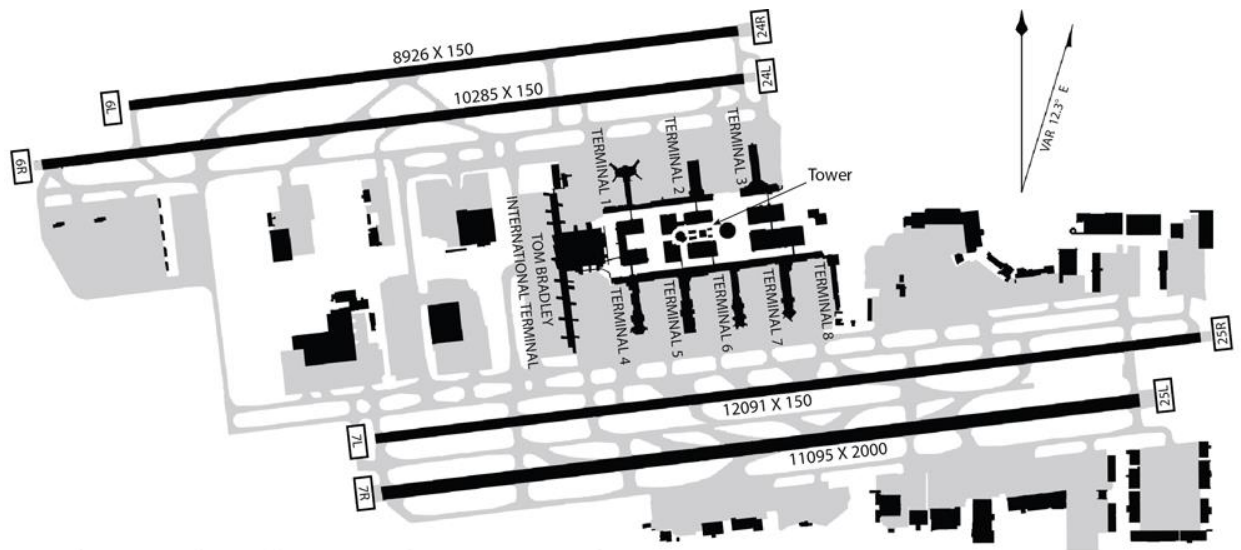 24R
8926 X 150
6L
24L
10285 X 150
6R
VAR 12.3° E
TERMINAL 1
TERMINAL 2
TERMINAL 3
Tower
TOM BRADLEY
INTERNATIONAL TERMINAL
TERMINAL 4
TERMINAL 5
TERMINAL 6
TERMINAL 7
TERMINAL 8
25R
12091 X 150
7L
25L
11095 X 2000
7R